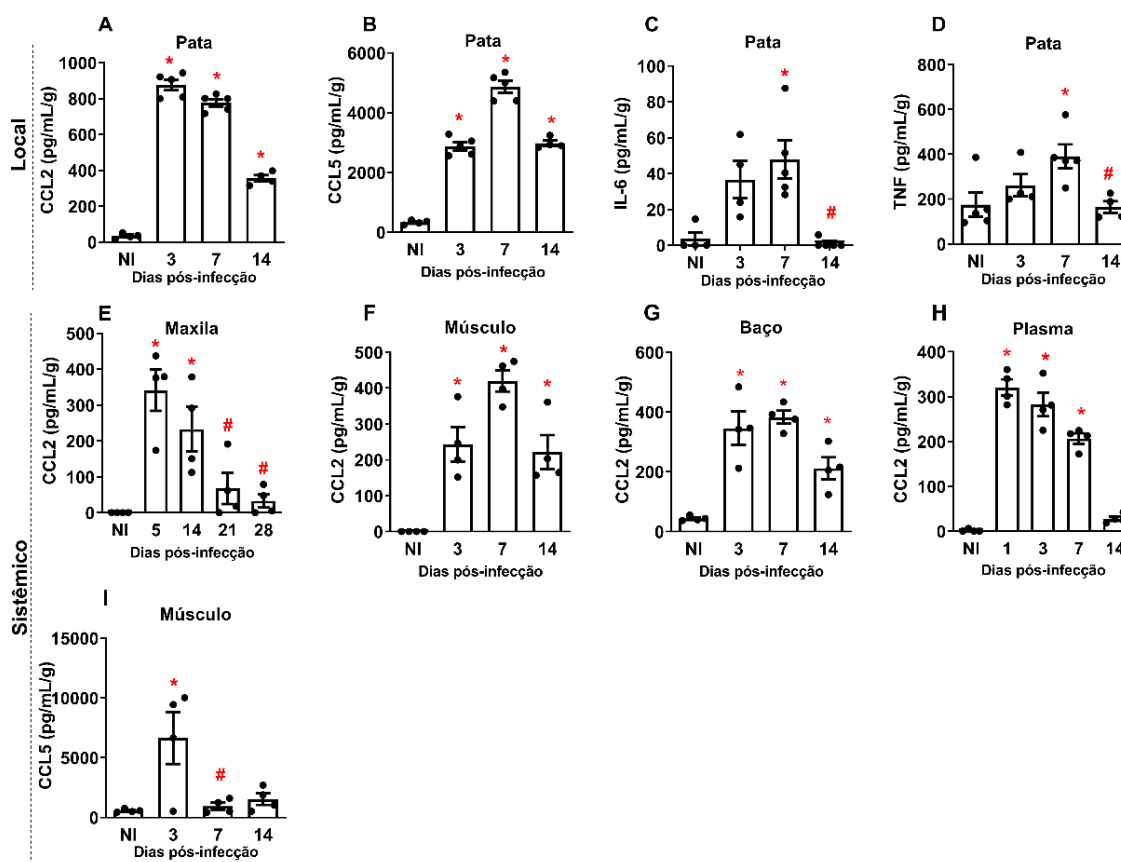 Local
A
Pata
CCL2 (pg/mL/g)
1000
800
600
400
200
0
* * *
NI 3 7 14
Dias pós-infecção
B
Pata
CCL5 (pg/mL/g)
6000
4000
2000
0
* * *
NI 3 7 14
Dias pós-infecção
C
Pata
IL-6 (pg/mL/g)
100
80
60
40
20
0
* #
NI 3 7 14
Dias pós-infecção
D
Pata
TNF (pg/mL/g)
800
600
400
200
0
* #
NI 3 7 14
Dias pós-infecção
Sistêmico
E
Maxila
CCL2 (pg/mL/g)
500
400
300
200
100
0
* * # #
NI 5 14 21 28
Dias pós-infecção
F
Músculo
CCL2 (pg/mL/g)
500
400
300
200
100
0
* * *
NI 3 7 14
Dias pós-infecção
G
Baço
CCL2 (pg/mL/g)
600
400
200
0
* * *
NI 3 7 14
Dias pós-infecção
H
Plasma
CCL2 (pg/mL/g)
400
300
200
100
0
* * *
NI 1 3 7 14
Dias pós-infecção
I
Músculo
CCL5 (pg/mL/g)
15000
10000
5000
0
* #
NI 3 7 14
Dias pós-infecção